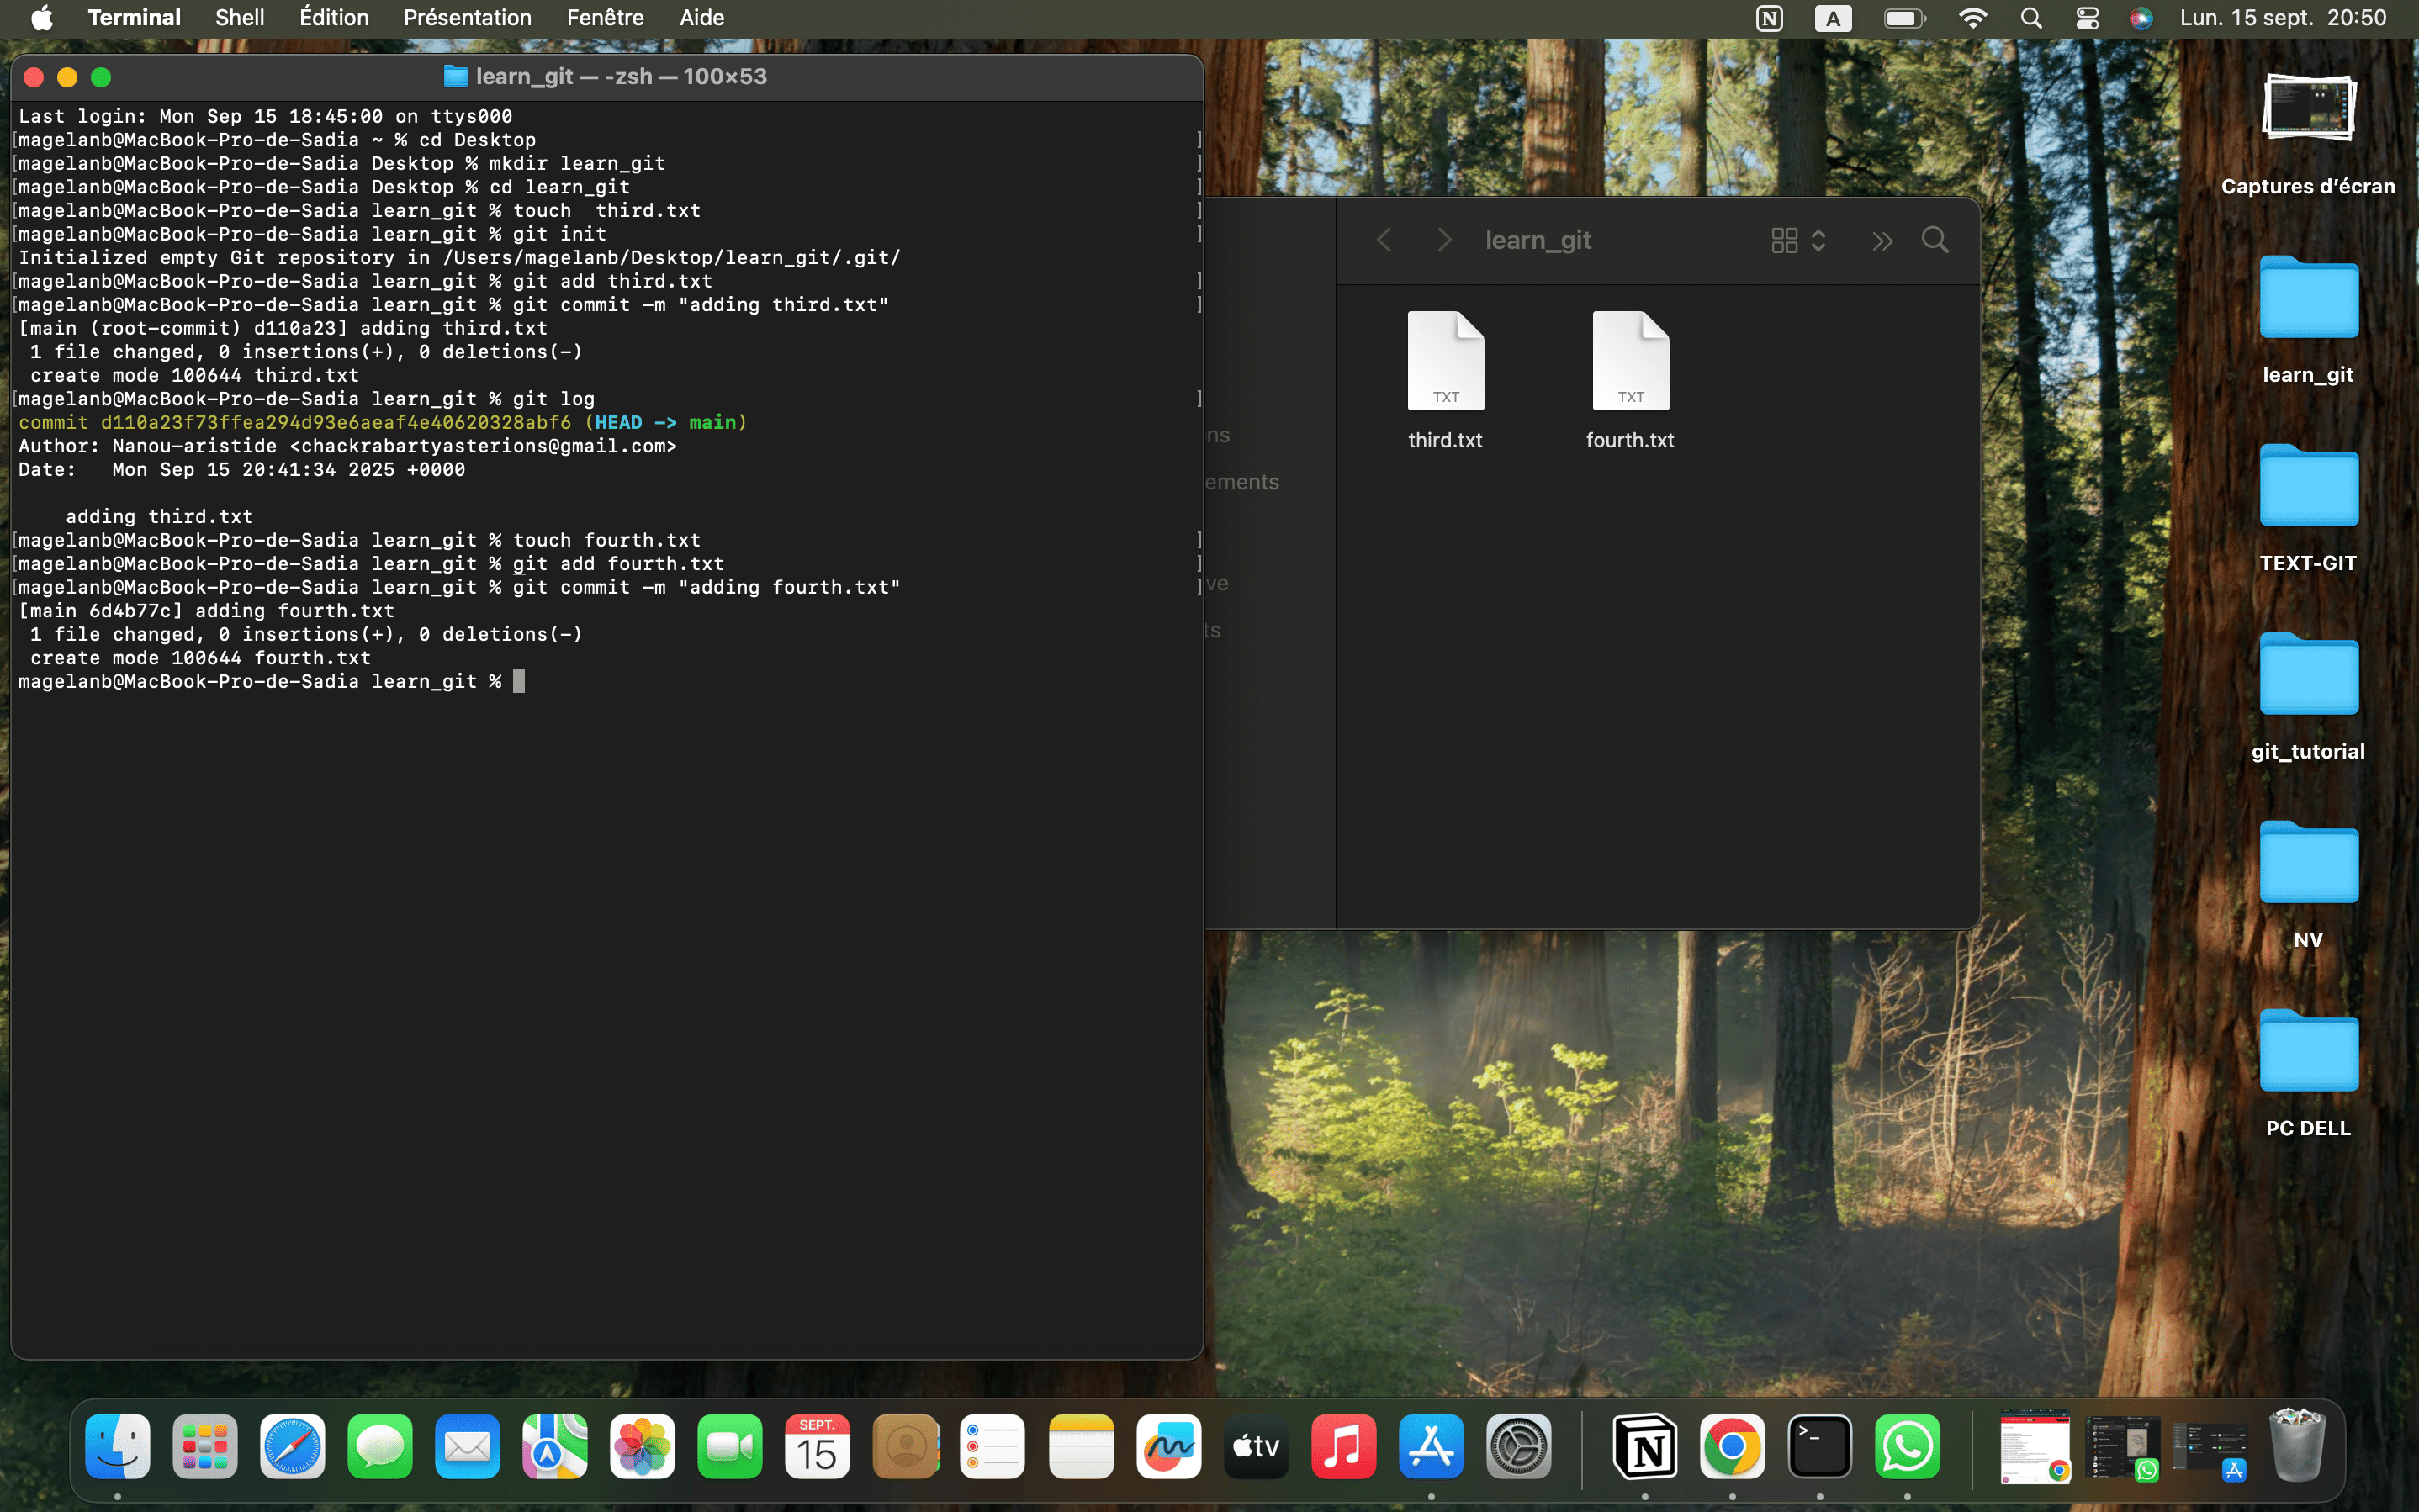 Terminal Shell Édition Présentation Fenêtre Aide A Lun. 15 sept. 20:50
learn_git — -zsh — 100×53
Last login: Mon Sep 15 18:45:00 on ttys000
[magelanb@MacBook-Pro-de-Sadia ~ % cd Desktop ]
[magelanb@MacBook-Pro-de-Sadia Desktop % mkdir learn_git ]
[magelanb@MacBook-Pro-de-Sadia Desktop % cd learn_git ]
[magelanb@MacBook-Pro-de-Sadia learn_git % touch  third.txt ]
[magelanb@MacBook-Pro-de-Sadia learn_git % git init ]
Initialized empty Git repository in /Users/magelanb/Desktop/learn_git/.git/
[magelanb@MacBook-Pro-de-Sadia learn_git % git add third.txt ]
[magelanb@MacBook-Pro-de-Sadia learn_git % git commit -m "adding third.txt" ]
[main (root-commit) d110a23] adding third.txt
 1 file changed, 0 insertions(+), 0 deletions(-)
 create mode 100644 third.txt
[magelanb@MacBook-Pro-de-Sadia learn_git % git log ]
commit d110a23f73ffea294d93e6aeaf4e40620328abf6 (HEAD -> main)
Author: Nanou-aristide <chackrabartyasterions@gmail.com>
Date:   Mon Sep 15 20:41:34 2025 +0000
    adding third.txt
[magelanb@MacBook-Pro-de-Sadia learn_git % touch fourth.txt ]
[magelanb@MacBook-Pro-de-Sadia learn_git % git add fourth.txt ]
[magelanb@MacBook-Pro-de-Sadia learn_git % git commit -m "adding fourth.txt" ]
[main 6d4b77c] adding fourth.txt
 1 file changed, 0 insertions(+), 0 deletions(-)
 create mode 100644 fourth.txt
magelanb@MacBook-Pro-de-Sadia learn_git %
learn_git
TXT TXT
third.txt fourth.txt
ns
ements
ve
ts
Captures d'écran
learn_git
TEXT-GIT
git_tutorial
NV
PC DELL
SEPT.
15
tv
N
>_